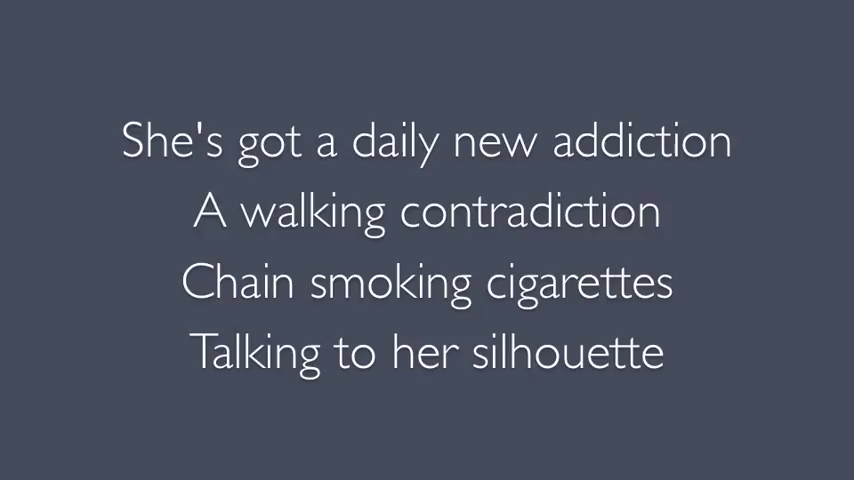 She's got a daily new addiction
A walking contradiction
Chain smoking cigarettes
Talking to her silhouette